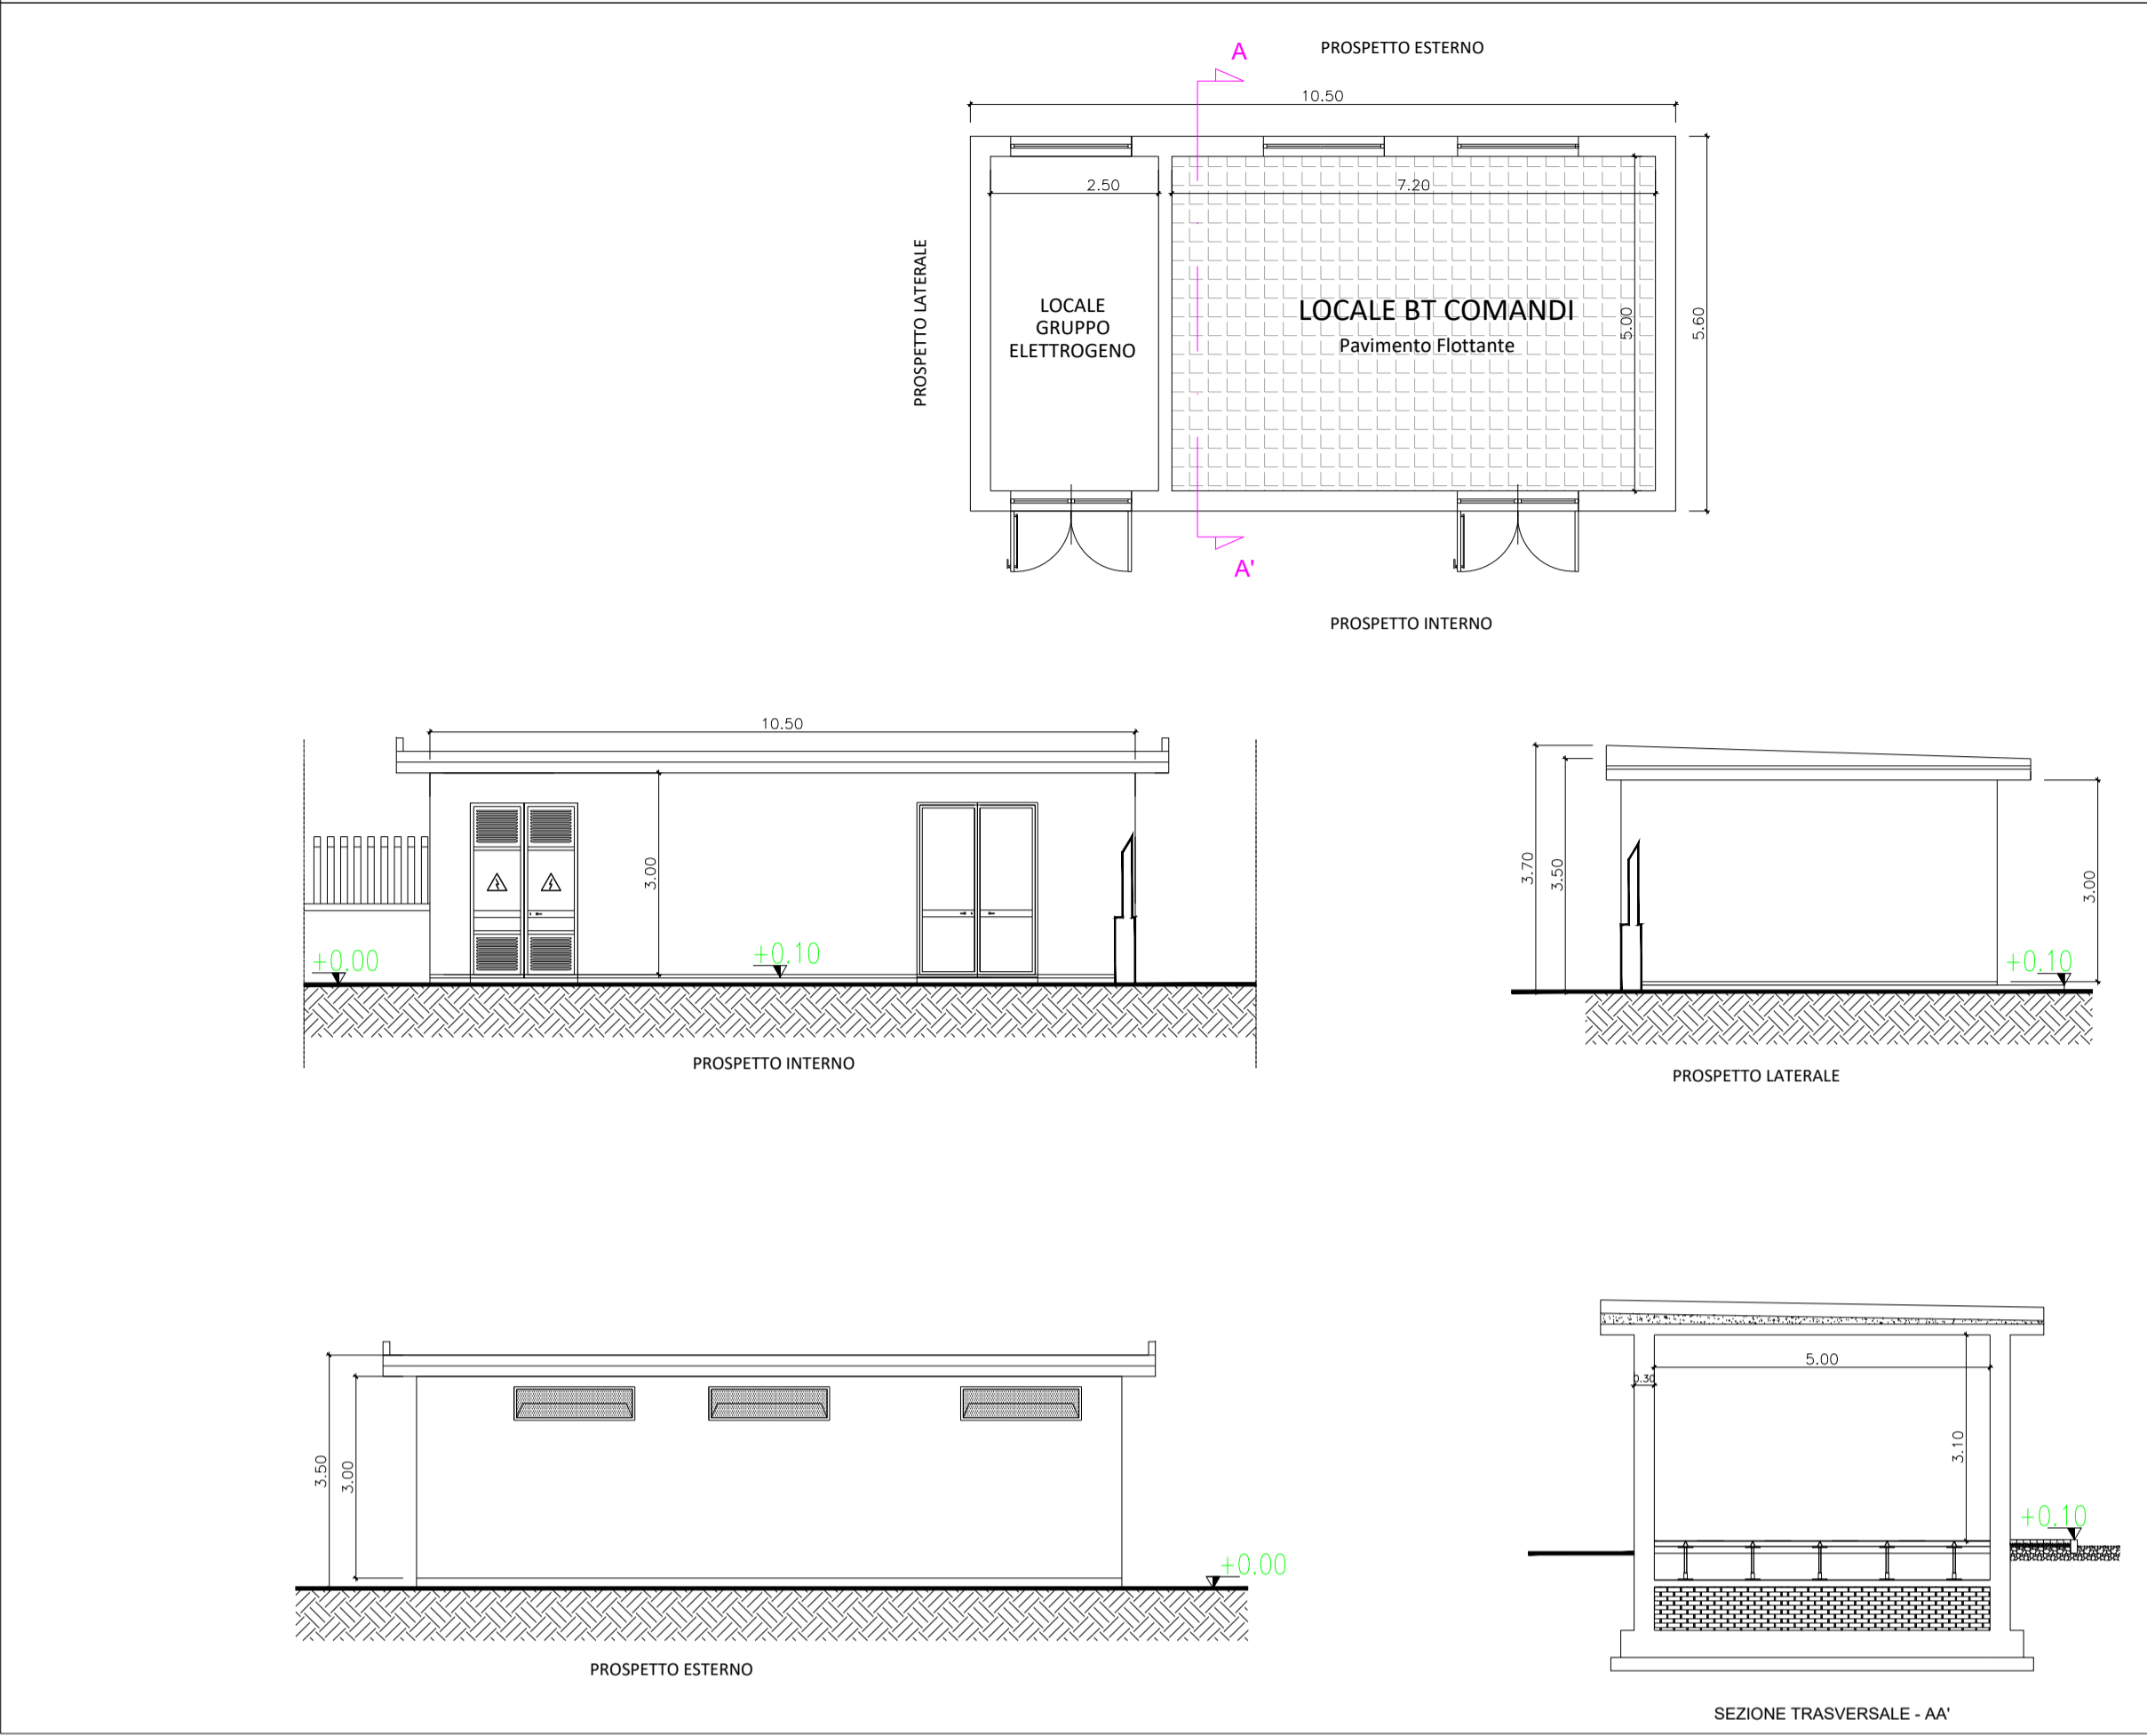 A
PROSPETTO ESTERNO
10.50
2.50
7.20
PROSPETTO LATERALE
LOCALE
GRUPPO
ELETTROGENO
LOCALE BT COMANDI
Pavimento Flottante
5.00
5.60
A'
PROSPETTO INTERNO
10.50
3.00
+0.00
+0.10
PROSPETTO INTERNO
3.70
3.50
3.00
+0.10
PROSPETTO LATERALE
3.50
3.00
+0.00
PROSPETTO ESTERNO
5.00
0.30
3.10
+0.10
SEZIONE TRASVERSALE - AA'